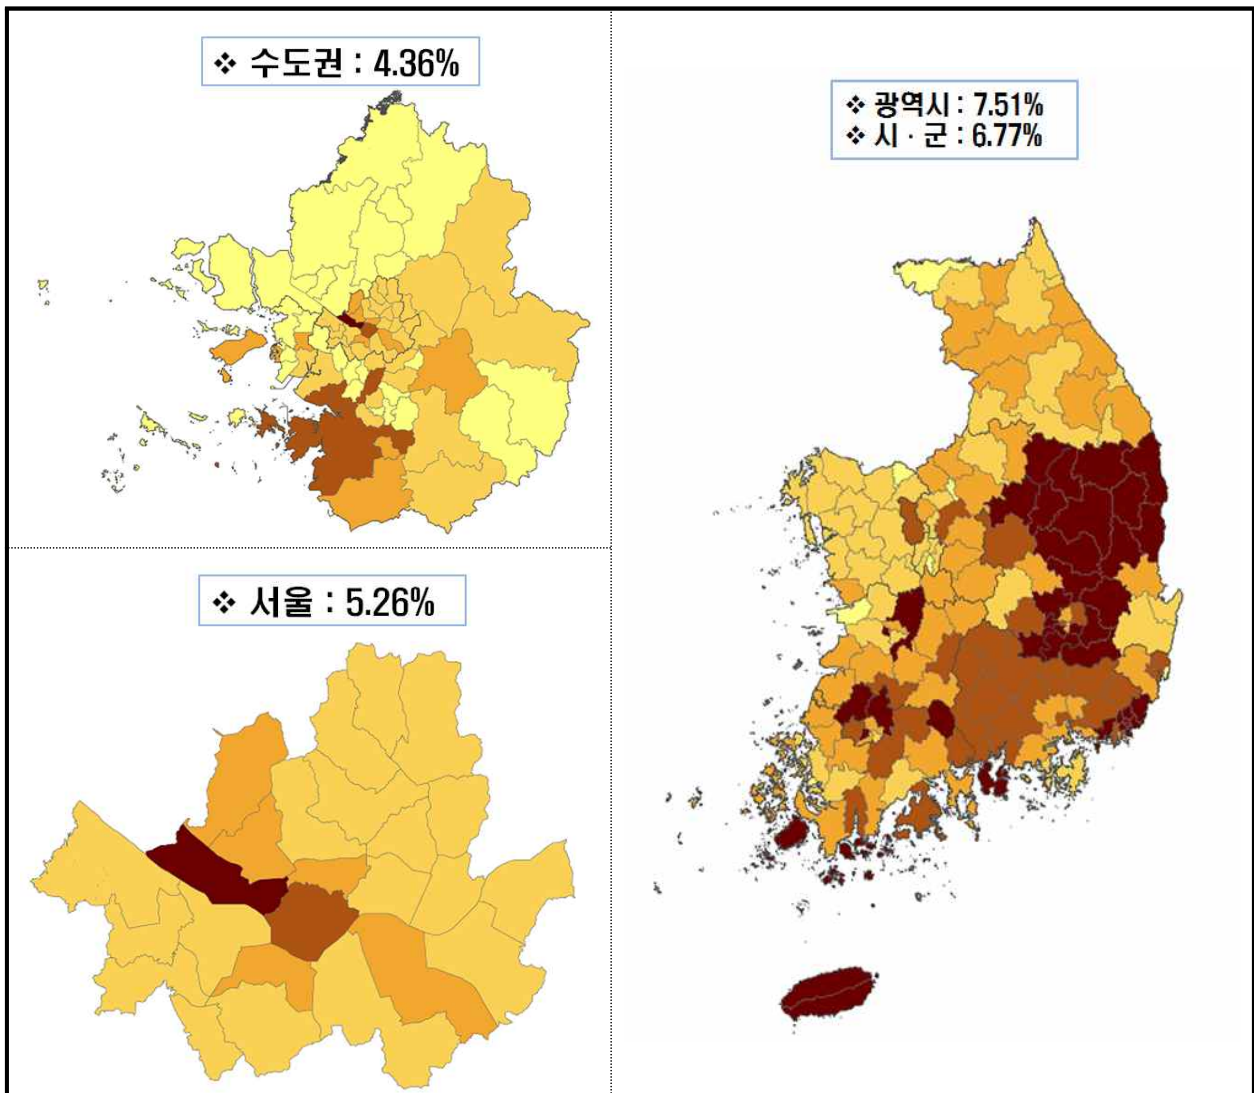 ❖ 수도권 : 4.36%
❖ 광역시 : 7.51%
❖ 시 · 군 : 6.77%
❖ 서울 : 5.26%